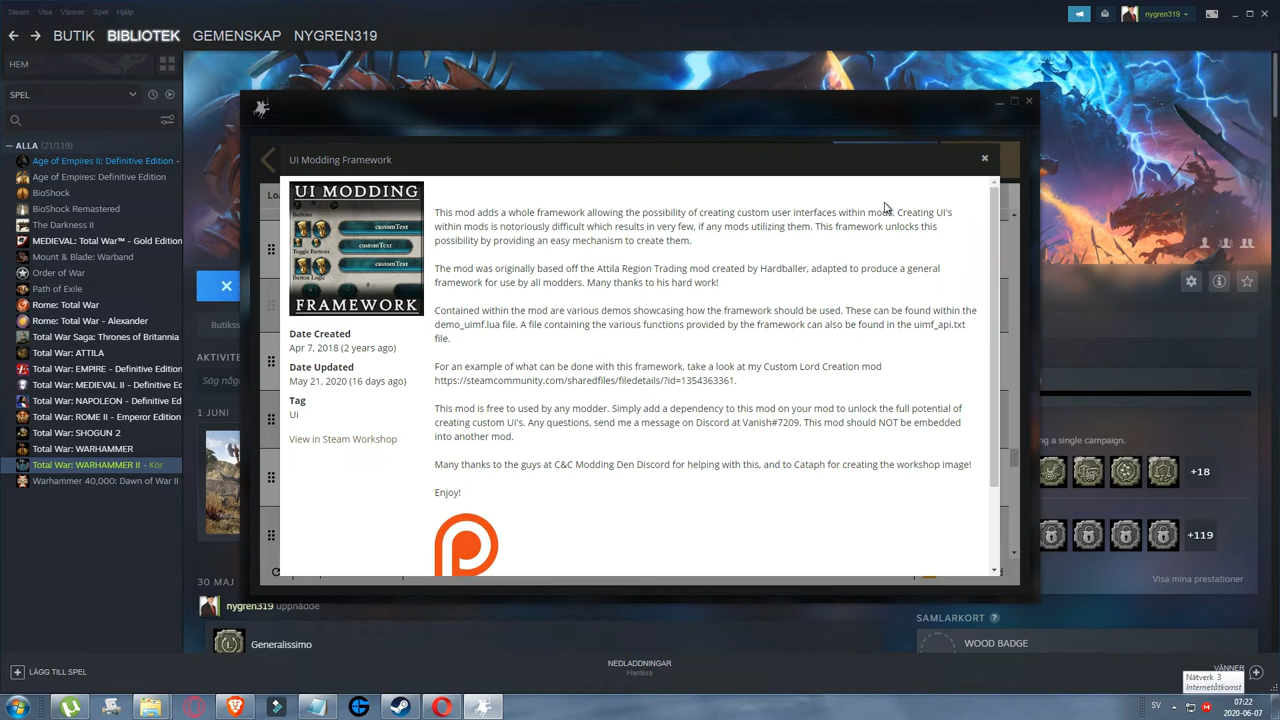 Steam Visa Vänner Spel Hjälp
nygren319
BUTIK BIBLIOTEK GEMENSKAP NYGREN319
HEM
SPEL
ALLA (21/119)
Age of Empires II: Definitive Edition -
Age of Empires: Definitive Edition
BioShock
BioShock Remastered
The Darkness II
MEDIEVAL: Total War™ - Gold Edition
Mount & Blade: Warband
Order of War
Path of Exile
Rome: Total War
Rome: Total War - Alexander
Total War Saga: Thrones of Britannia
Total War: ATTILA
Total War: EMPIRE - Definitive Edition
Total War: MEDIEVAL II - Definitive Ed
Total War: NAPOLEON - Definitive Ed
Total War: ROME II - Emperor Edition
Total War: SHOGUN 2
Total War: WARHAMMER
Total War: WARHAMMER II - Kör
Warhammer 40,000: Dawn of War II
LÄGG TILL SPEL
Butikss
AKTIVITE
Säg någ
1 JUNI
30 MAJ
nygren319 uppnådde
Generalissimo
UI Modding Framework
Loa
UI MODDING
Buttons
customText
customText
Toggle Buttons
customText
Button Logic
FRAMEWORK
Date Created
Apr 7, 2018 (2 years ago)
Date Updated
May 21, 2020 (16 days ago)
Tag
Ui
View in Steam Workshop
This mod adds a whole framework allowing the possibility of creating custom user interfaces within mods. Creating UI's
within mods is notoriously difficult which results in very few, if any mods utilizing them. This framework unlocks this
possibility by providing an easy mechanism to create them.
The mod was originally based off the Attila Region Trading mod created by Hardballer, adapted to produce a general
framework for use by all modders. Many thanks to his hard work!
Contained within the mod are various demos showcasing how the framework should be used. These can be found within the
demo_uimf.lua file. A file containing the various functions provided by the framework can also be found in the uimf_api.txt
file.
For an example of what can be done with this framework, take a look at my Custom Lord Creation mod
https://steamcommunity.com/sharedfiles/filedetails/?id=1354363361.
This mod is free to used by any modder. Simply add a dependency to this mod on your mod to unlock the full potential of
creating custom UI's. Any questions, send me a message on Discord at Vanish#7209. This mod should NOT be embedded
into another mod.
Many thanks to the guys at C&C Modding Den Discord for helping with this, and to Cataph for creating the workshop image!
Enjoy!
g a single campaign.
+18
+119
Visa mina prestationer
SAMLARKORT ?
WOOD BADGE
NEDLADDNINGAR
Hantera
VÄNNER
Nätverk 3
Internetåtkomst
SV
07:22
2020-06-07